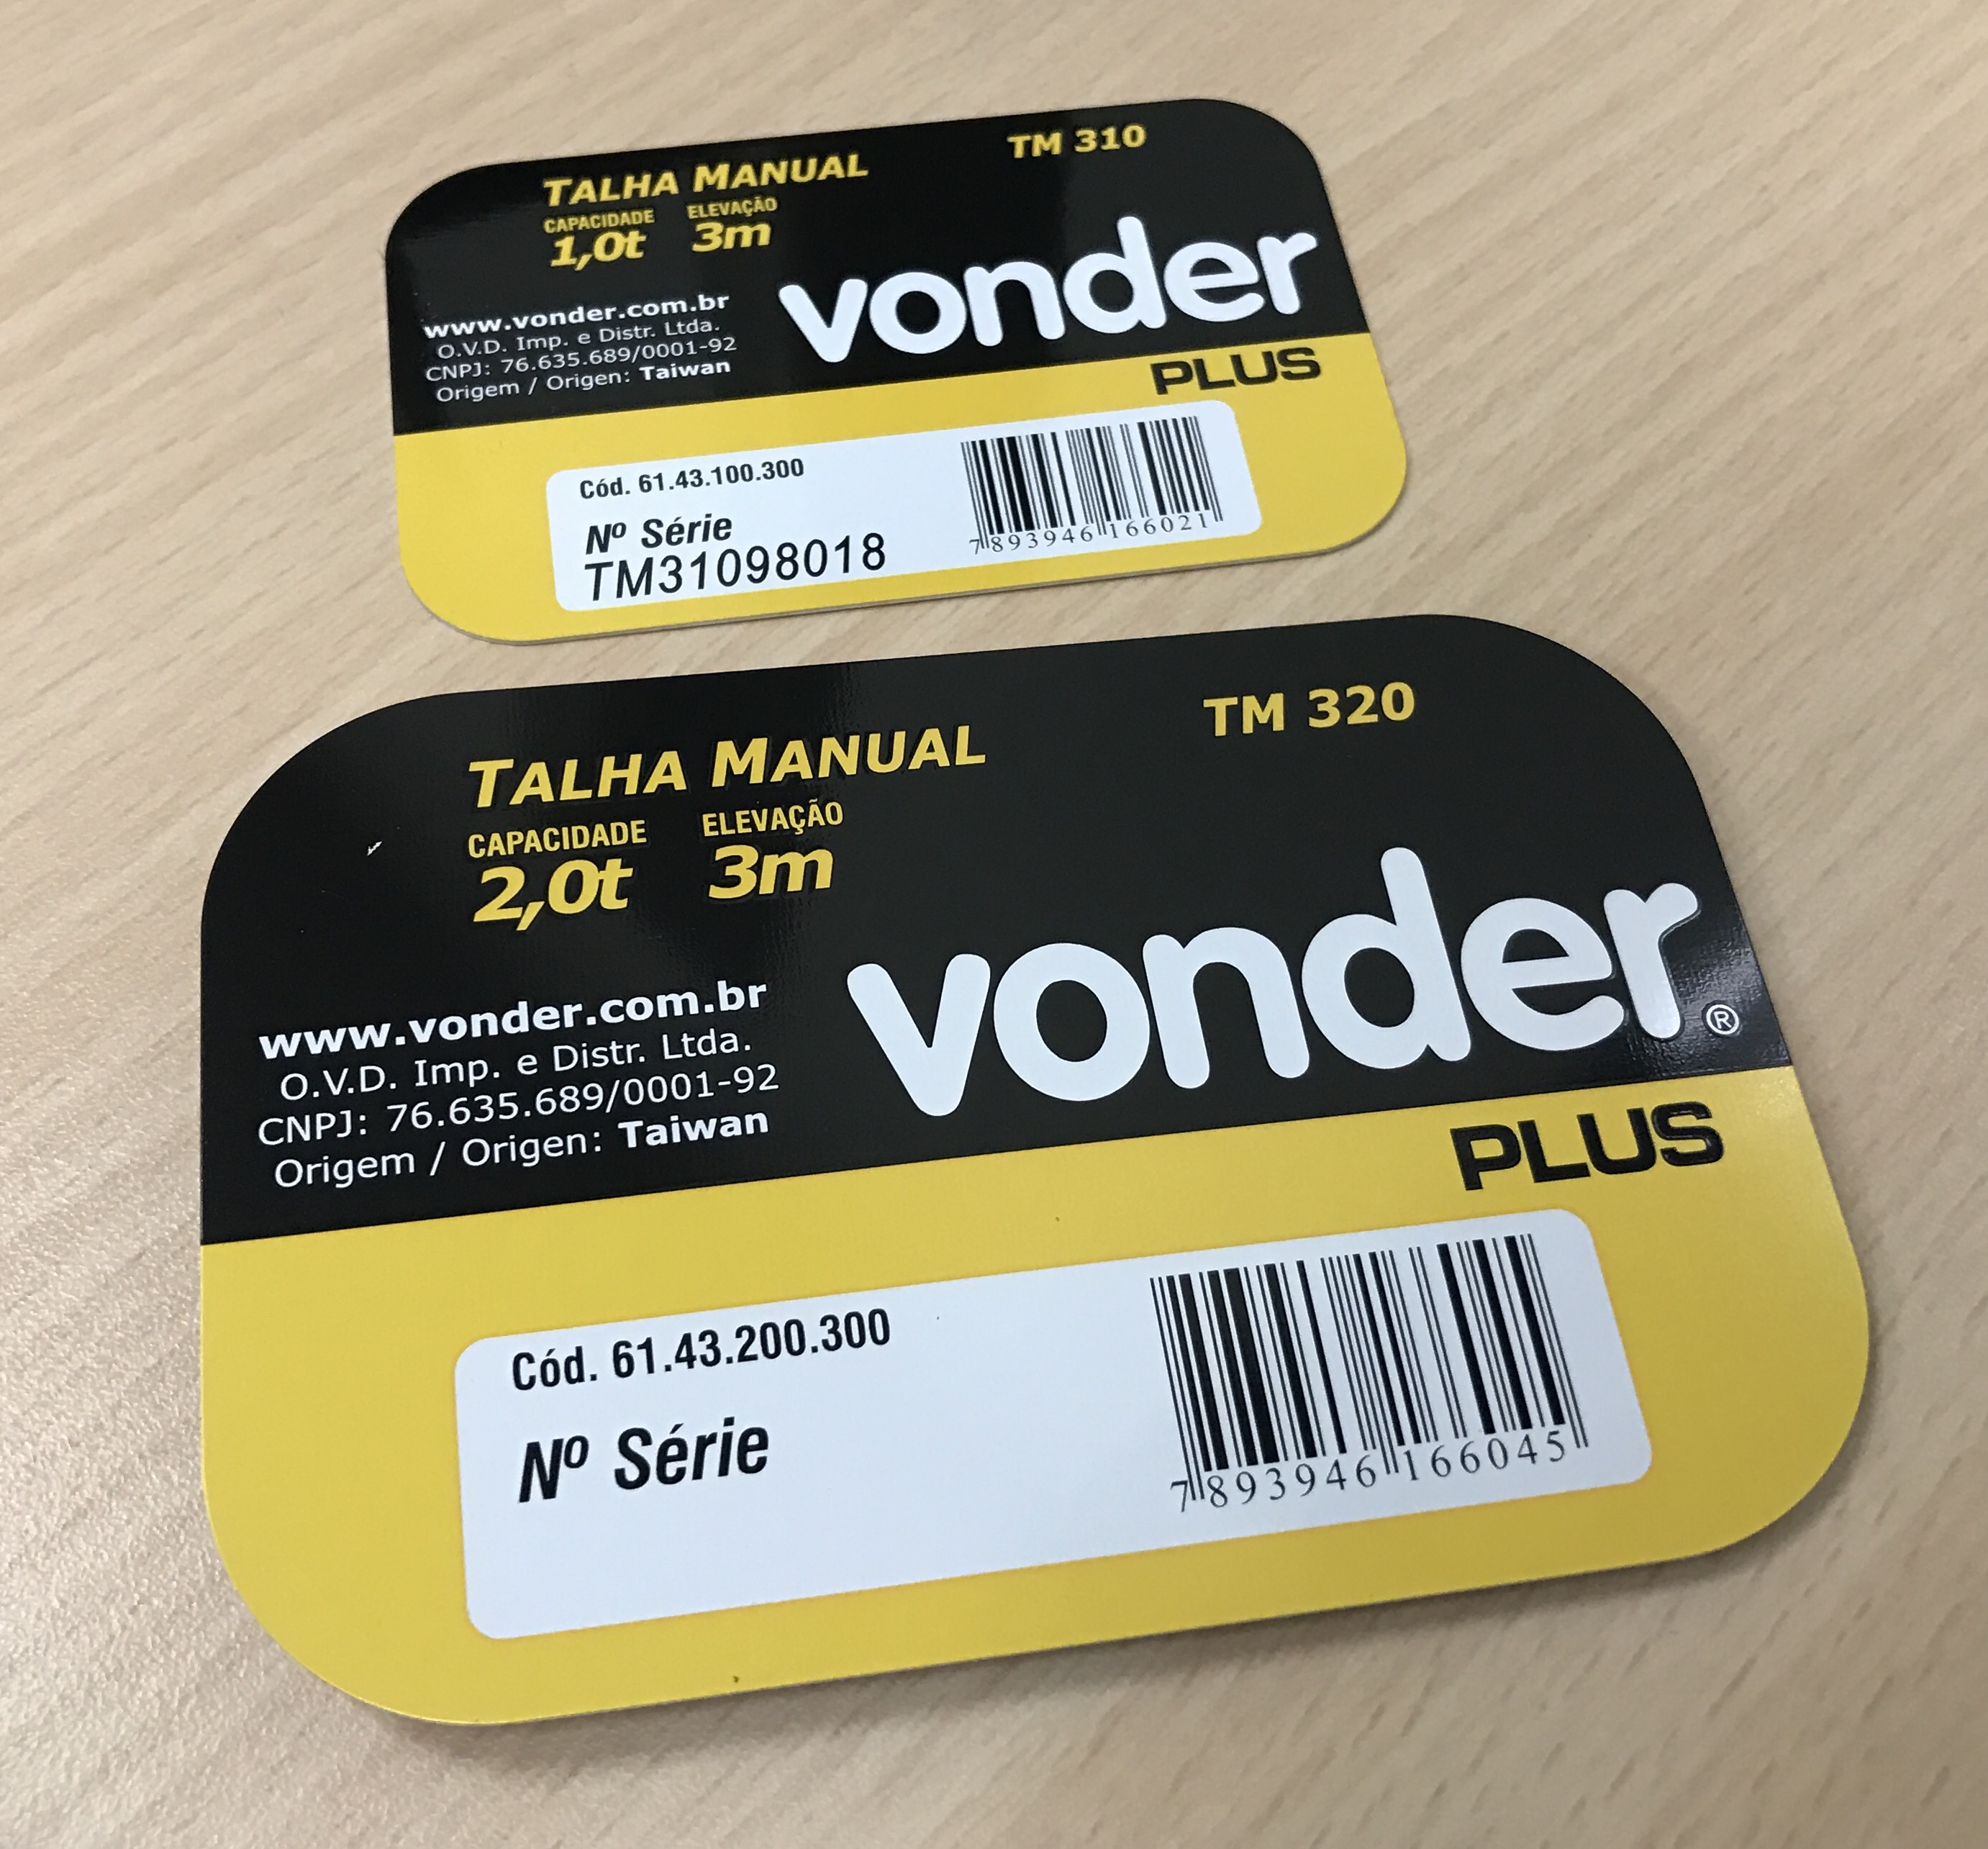 TALHA MANUAL
TM 310
CAPACIDADE ELEVAÇÃO
1,0t 3m
vonder
www.vonder.com.br
O.V.D. Imp. e Distr. Ltda.
CNPJ: 76.635.689/0001-92
Origem / Origen: Taiwan
PLUS
Cód. 61.43.100.300
Nº Série
TM31098018
7893946166021
TALHA MANUAL
TM 320
CAPACIDADE ELEVAÇÃO
2,0t 3m
vonder®
www.vonder.com.br
O.V.D. Imp. e Distr. Ltda.
CNPJ: 76.635.689/0001-92
Origem / Origen: Taiwan
PLUS
Cód. 61.43.200.300
Nº Série
7893946166045